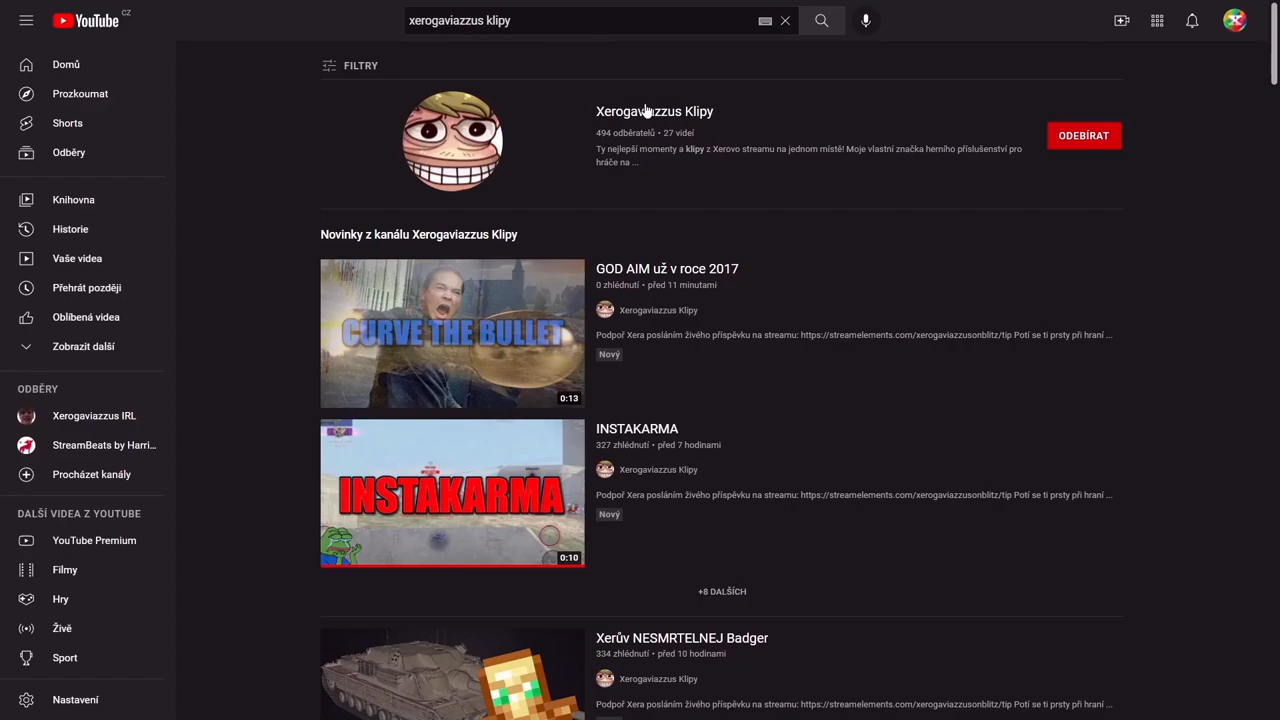 YouTube CZ
xerogaviazzus klipy
Domů
Prozkoumat
Shorts
Odběry
Knihovna
Historie
Vaše videa
Přehrát později
Oblíbená videa
Zobrazit další
ODBĚRY
Xerogaviazzus IRL
StreamBeats by Harri...
Procházet kanály
DALŠÍ VIDEA Z YOUTUBE
YouTube Premium
Filmy
Hry
Živě
Sport
Nastavení
FILTRY
Xerogaviazzus Klipy
494 odběratelů • 27 videí
Ty nejlepší momenty a klipy z Xerovo streamu na jednom místě! Moje vlastní značka herního příslušenství pro
hráče na ...
ODEBÍRAT
Novinky z kanálu Xerogaviazzus Klipy
CURVE THE BULLET
0:13
GOD AIM už v roce 2017
0 zhlédnutí • před 11 minutami
Xerogaviazzus Klipy
Podpoř Xera posláním živého příspěvku na streamu: https://streamelements.com/xerogaviazzusonblitz/tip Potí se ti prsty při hraní ...
Nový
INSTAKARMA
0:10
INSTAKARMA
327 zhlédnutí • před 7 hodinami
Xerogaviazzus Klipy
Podpoř Xera posláním živého příspěvku na streamu: https://streamelements.com/xerogaviazzusonblitz/tip Potí se ti prsty při hraní ...
Nový
+8 DALŠÍCH
Xerův NESMRTELNEJ Badger
334 zhlédnutí • před 10 hodinami
Xerogaviazzus Klipy
Podpoř Xera posláním živého příspěvku na streamu: https://streamelements.com/xerogaviazzusonblitz/tip Potí se ti prsty při hraní ...